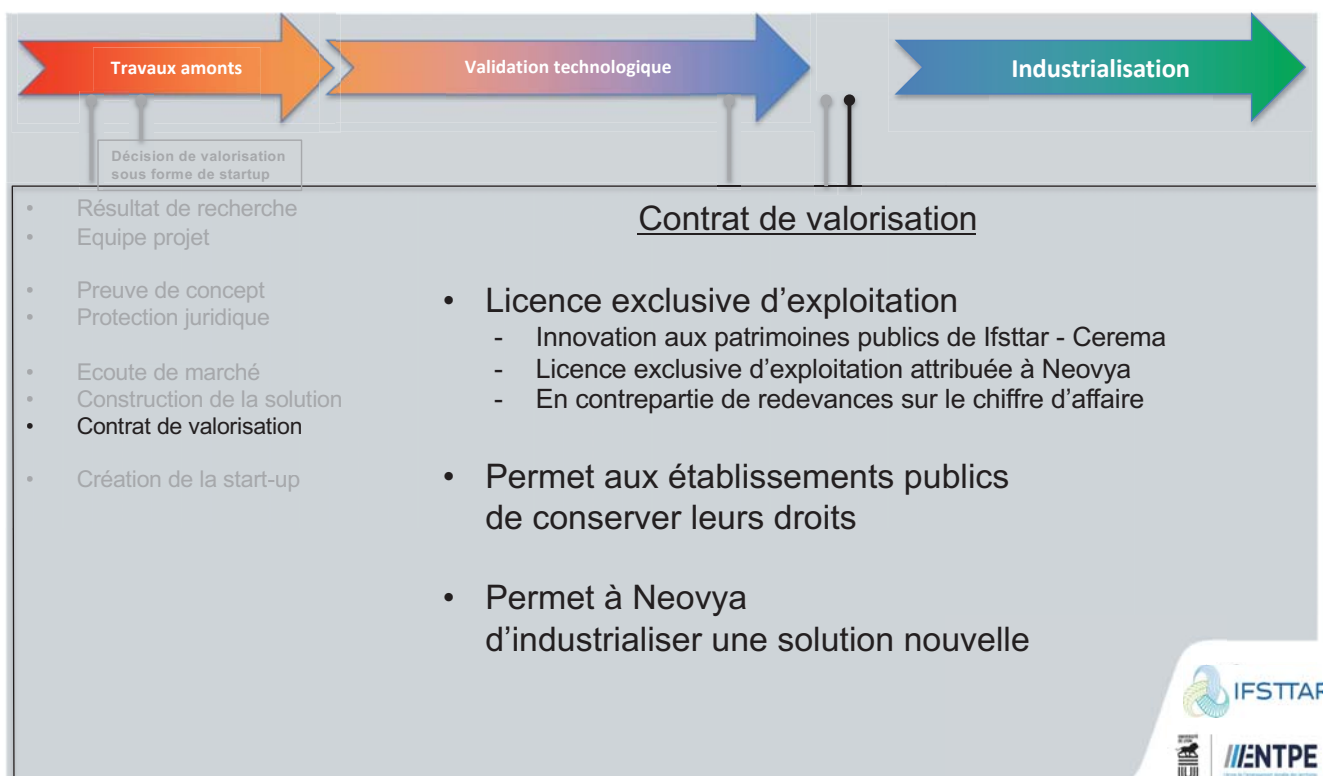 Travaux amonts
Validation technologique
Industrialisation
Décision de valorisation
sous forme de startup
• Résultat de recherche
• Equipe projet
• Preuve de concept
• Protection juridique
• Ecoute de marché
• Construction de la solution
• Contrat de valorisation
• Création de la start-up
Contrat de valorisation
• Licence exclusive d’exploitation
- Innovation aux patrimoines publics de Ifsttar - Cerema
- Licence exclusive d’exploitation attribuée à Neovya
- En contrepartie de redevances sur le chiffre d’affaire
• Permet aux établissements publics
de conserver leurs droits
• Permet à Neovya
d’industrialiser une solution nouvelle
IFSTTAR
ENTPE